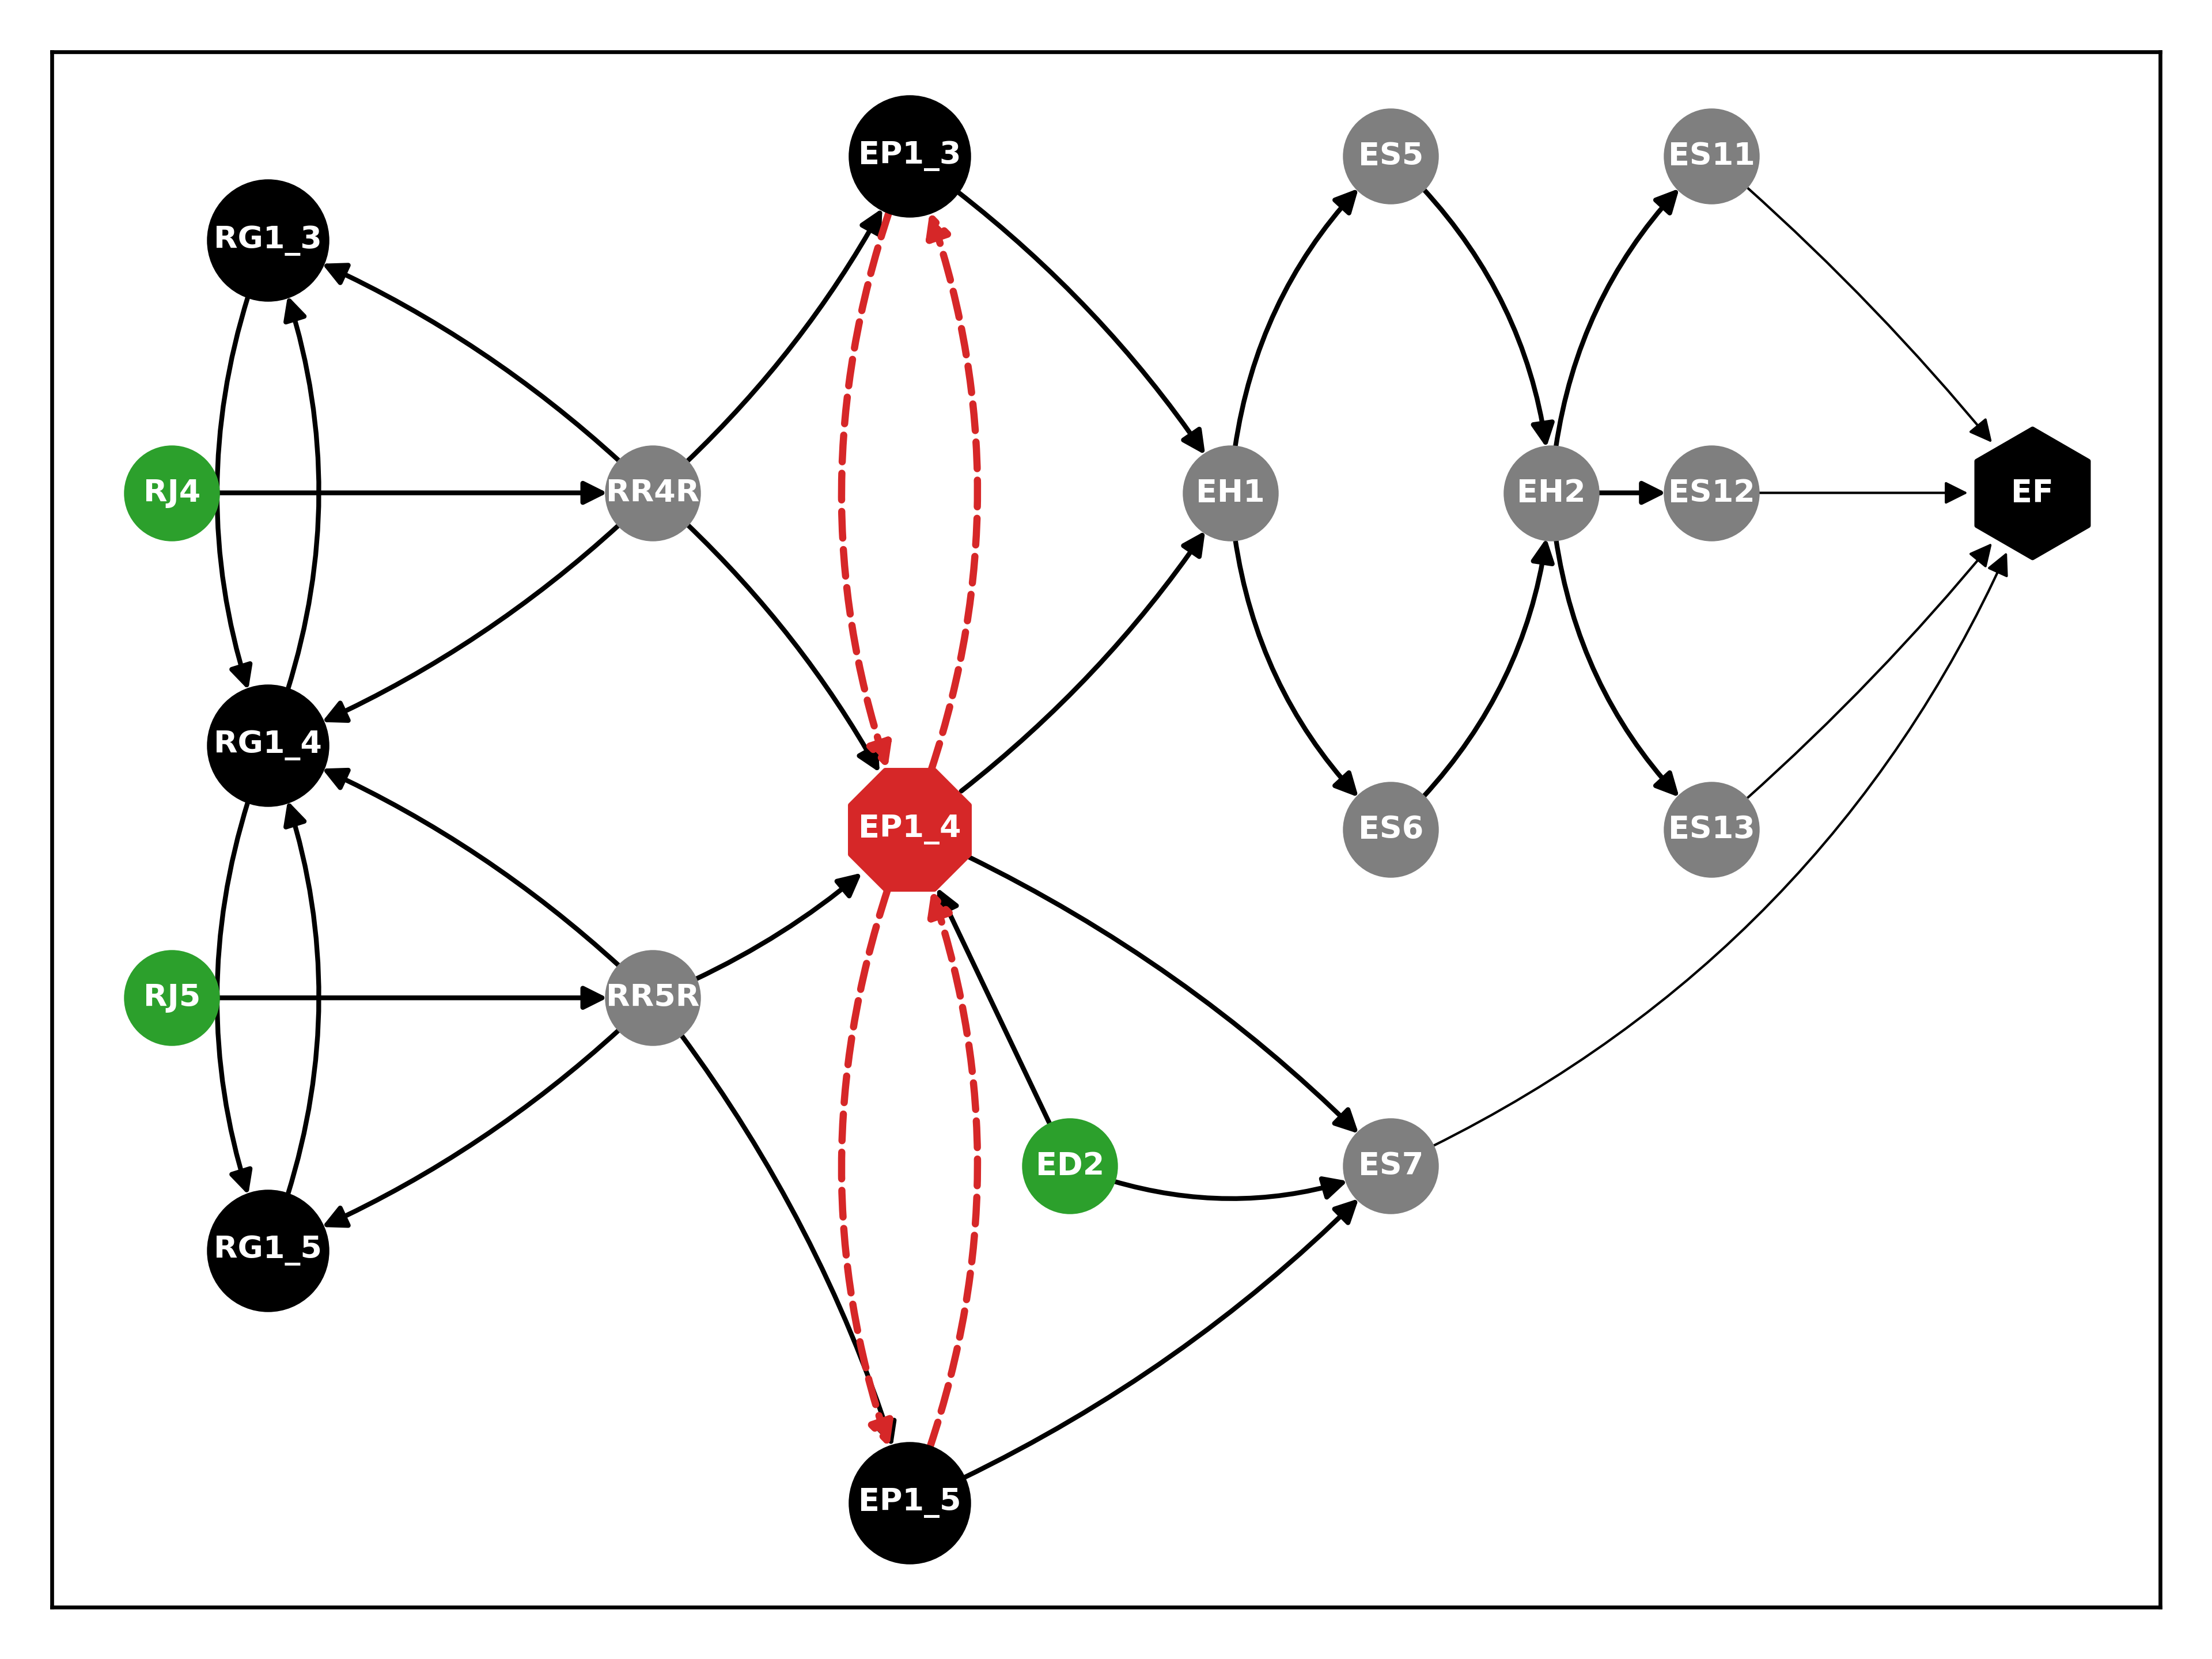 EP1_3
ES5
ES11
RG1_3
RJ4
RR4R
EH1
EH2
ES12
EF
RG1_4
EP1_4
ES6
ES13
RJ5
RR5R
ED2
ES7
RG1_5
EP1_5